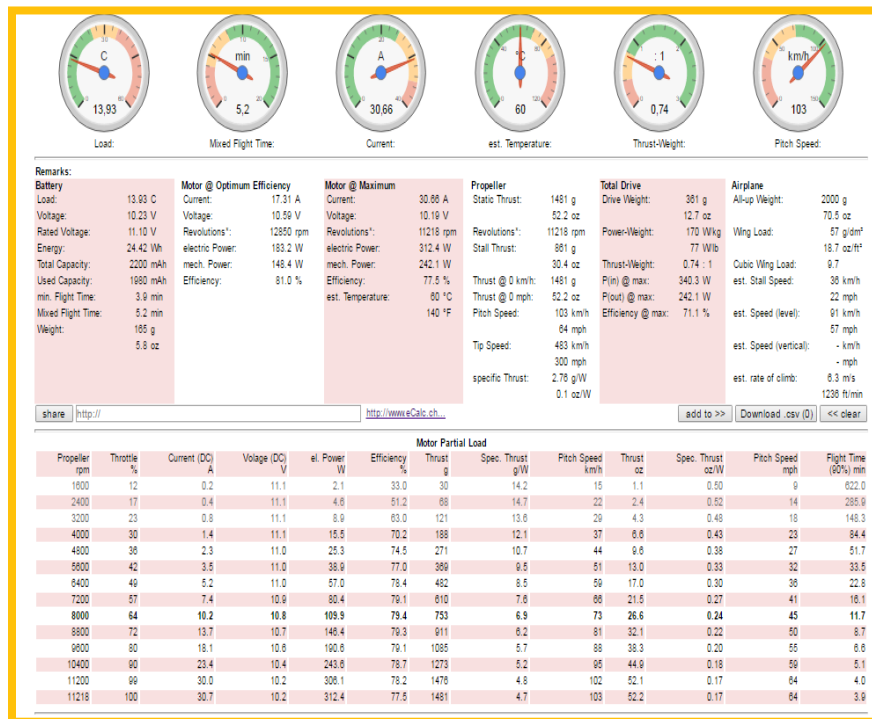 C min A °C : 1 km/h
13,93 5,2 30,66 60 0,74 103
Load: Mixed Flight Time: Current: est. Temperature: Thrust-Weight: Pitch Speed:
Remarks:
Battery Motor @ Optimum Efficiency Motor @ Maximum Propeller Total Drive Airplane
Load: 13.93 C Current: 17.31 A Current: 30.66 A Static Thrust: 1481 g Drive Weight: 361 g All-up Weight: 2000 g
Voltage: 10.23 V Voltage: 10.59 V Voltage: 10.19 V 52.2 oz 12.7 oz 70.5 oz
Rated Voltage: 11.10 V Revolutions*: 12850 rpm Revolutions*: 11218 rpm Revolutions*: 11218 rpm Power-Weight: 170 W/kg Wing Load: 57 g/dm²
Energy: 24.42 Wh electric Power: 183.2 W electric Power: 312.4 W Stall Thrust: 861 g 77 W/lb 18.7 oz/ft²
Total Capacity: 2200 mAh mech. Power: 148.4 W mech. Power: 242.1 W 30.4 oz Thrust-Weight: 0.74 : 1 Cubic Wing Load: 9.7
Used Capacity: 1980 mAh Efficiency: 81.0 % Efficiency: 77.5 % Thrust @ 0 km/h: 1481 g P(in) @ max: 340.3 W est. Stall Speed: 36 km/h
min. Flight Time: 3.9 min est. Temperature: 60 °C Thrust @ 0 mph: 52.2 oz P(out) @ max: 242.1 W 22 mph
Mixed Flight Time: 5.2 min 140 °F Pitch Speed: 103 km/h Efficiency @ max: 71.1 % est. Speed (level): 91 km/h
Weight: 165 g 64 mph 57 mph
5.8 oz Tip Speed: 483 km/h est. Speed (vertical): - km/h
300 mph - mph
specific Thrust: 2.76 g/W est. rate of climb: 6.3 m/s
0.1 oz/W 1236 ft/min
share http:// http://www.eCalc.ch... add to >> Download .csv (0) << clear
Motor Partial Load
Propeller Throttle Current (DC) Volage (DC) el. Power Efficiency Thrust Spec. Thrust Pitch Speed Thrust Spec. Thrust Pitch Speed Flight Time
rpm % A V W % g g/W km/h oz oz/W mph (90%) min
1600 12 0.2 11.1 2.1 33.0 30 14.2 15 1.1 0.50 9 622.0
2400 17 0.4 11.1 4.6 51.2 68 14.7 22 2.4 0.52 14 285.9
3200 23 0.8 11.1 8.9 63.0 121 13.6 29 4.3 0.48 18 148.3
4000 30 1.4 11.1 15.5 70.2 188 12.1 37 6.6 0.43 23 84.4
4800 36 2.3 11.0 25.3 74.5 271 10.7 44 9.6 0.38 27 51.7
5600 42 3.5 11.0 38.9 77.0 369 9.5 51 13.0 0.33 32 33.5
6400 49 5.2 11.0 57.0 78.4 482 8.5 59 17.0 0.30 36 22.8
7200 57 7.4 10.9 80.4 79.1 610 7.6 66 21.5 0.27 41 16.1
8000 64 10.2 10.8 109.9 79.4 753 6.9 73 26.6 0.24 45 11.7
8800 72 13.7 10.7 146.4 79.3 911 6.2 81 32.1 0.22 50 8.7
9600 80 18.1 10.6 190.6 79.1 1085 5.7 88 38.3 0.20 55 6.6
10400 90 23.4 10.4 243.6 78.7 1273 5.2 95 44.9 0.18 59 5.1
11200 99 30.0 10.2 306.1 78.2 1476 4.8 102 52.1 0.17 64 4.0
11218 100 30.7 10.2 312.4 77.5 1481 4.7 103 52.2 0.17 64 3.9